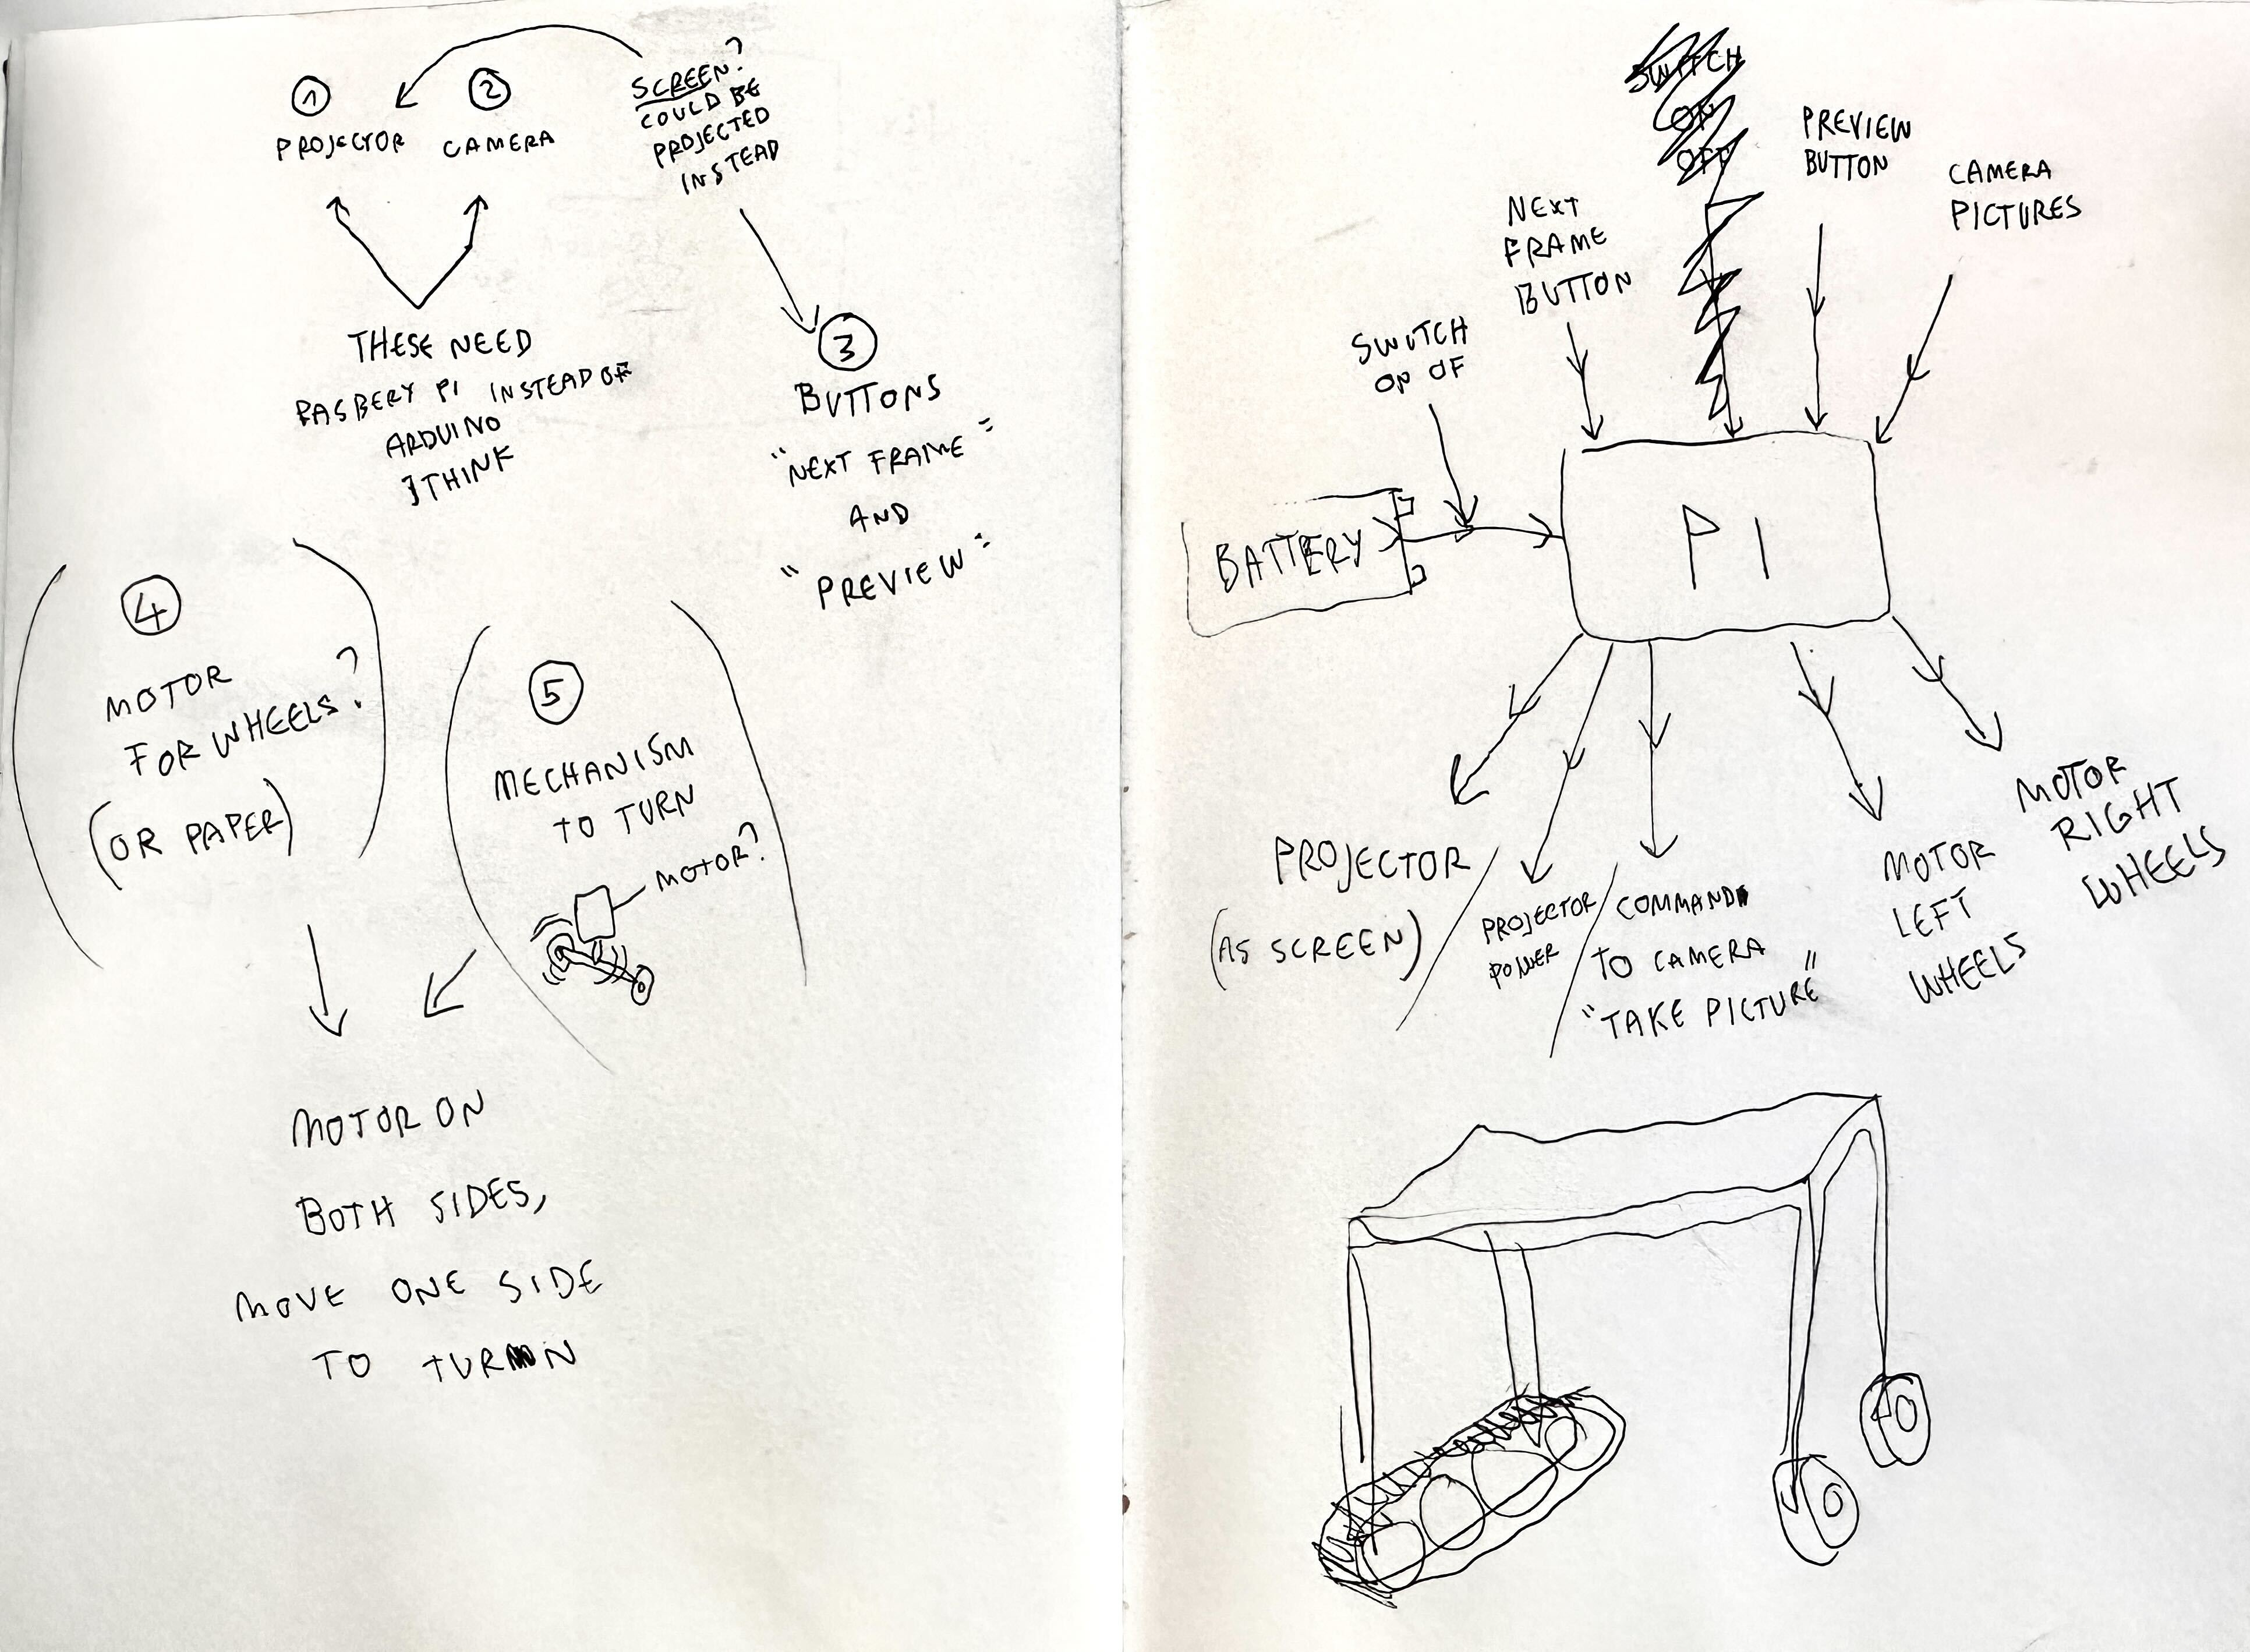 1
PROJECTOR
2
CAMERA
SCREEN?
COULD BE
PROJECTED
INSTEAD
THESE NEED
RASBERY PI INSTEAD OF
ARDUINO
I THINK
3
BUTTONS
"NEXT FRAME"
AND
"PREVIEW"
4
MOTOR
FOR WHEELS?
(OR PAPER)
5
MECHANISM
TO TURN
MOTOR?
MOTOR ON
BOTH SIDES,
MOVE ONE SIDE
TO TURN
SWITCH
ON
OFF
PREVIEW
BUTTON
CAMERA
PICTURES
NEXT
FRAME
BUTTON
SWITCH
ON OF
BATTERY
PI
PROJECTOR
(AS SCREEN)
PROJECTOR
POWER
COMMAND
TO CAMERA
"TAKE PICTURE"
MOTOR
LEFT
WHEELS
MOTOR
RIGHT
WHEELS